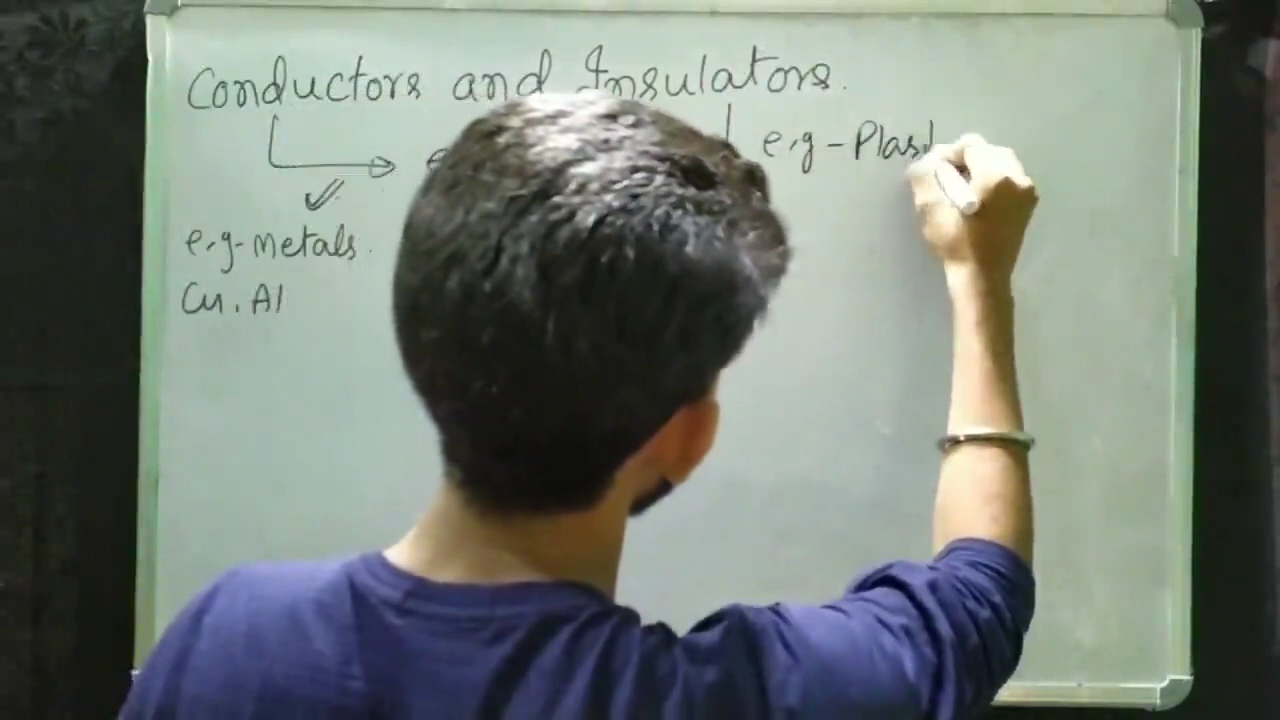 Conductors and Insulators.
e.g - Plast
e.g - metals.
Cu. Al